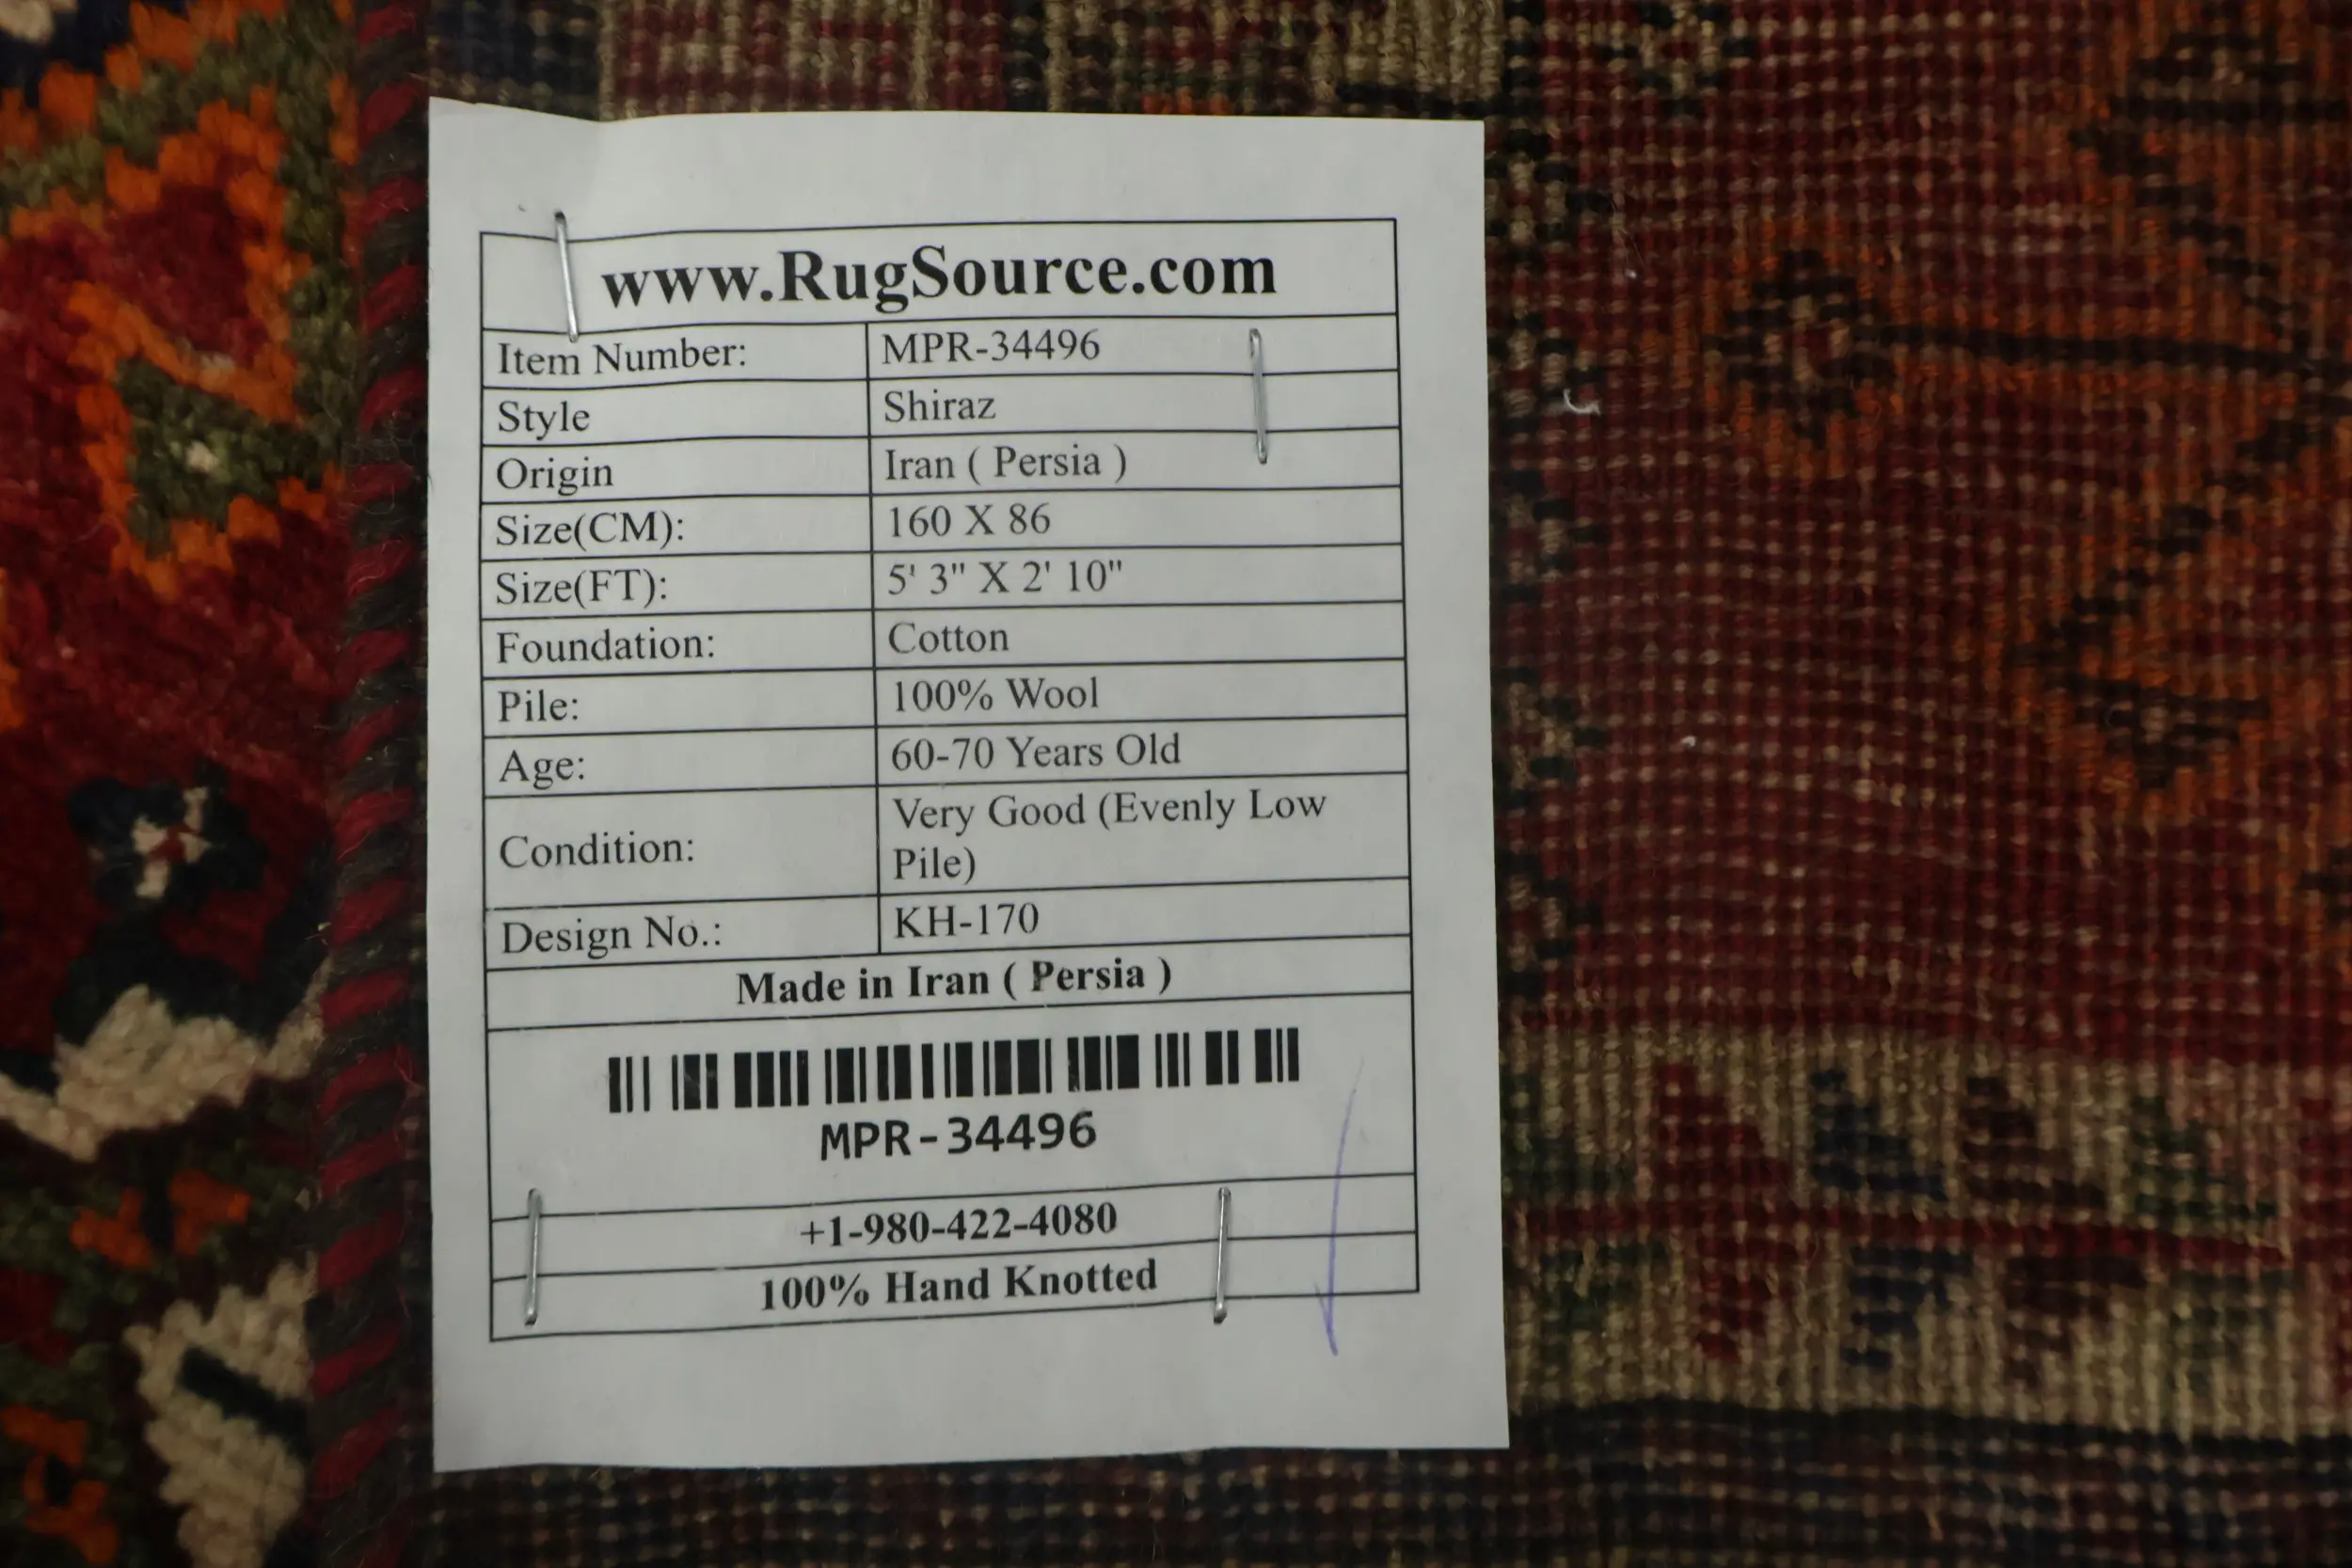 www.RugSource.com
Item Number: MPR-34496
Style Shiraz
Origin Iran ( Persia )
Size(CM): 160 X 86
Size(FT): 5' 3" X 2' 10"
Foundation: Cotton
Pile: 100% Wool
Age: 60-70 Years Old
Condition: Very Good (Evenly Low
Pile)
Design No.: KH-170
Made in Iran ( Persia )
MPR-34496
+1-980-422-4080
100% Hand Knotted